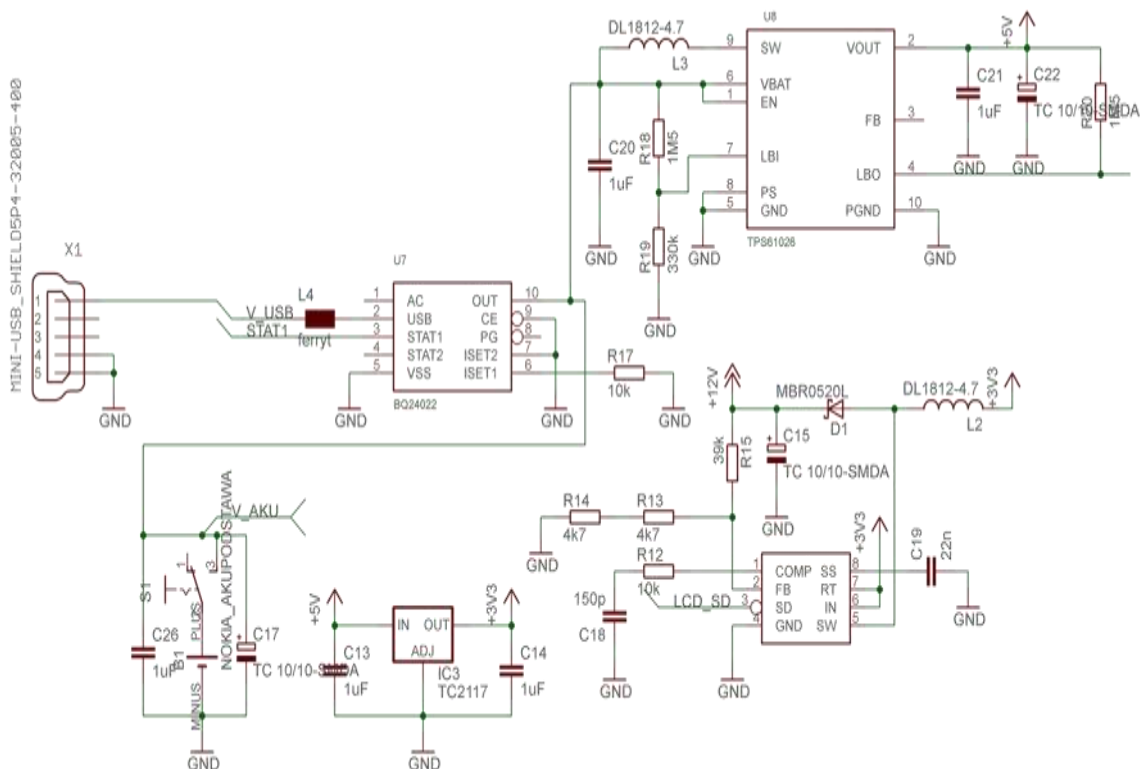 MINI-USB_SHIELD5P4-32005-400
X1
1
2
3
4
5
GND
V_USB
STAT1
L4
ferryt
GND
U7
1 AC OUT 10
2 USB CE 9
3 STAT1 PG 8
4 STAT2 ISET2 7
5 VSS ISET1 6
BQ24022
GND
R17
10k
GND
DL1812-4.7
L3
C20
1uF
GND
R18
1M5
R19
330k
GND
U8
9 SW VOUT 2
6 VBAT
1 EN
FB 3
7 LBI
LBO 4
8 PS
5 GND PGND 10
GND
GND
+5V
C21
1uF
GND
C22
TC 10/10-SMDA
GND
1M5
V_AKU
NOKIA_AKUPODSTAWA
S1
1
3
C26
1uF
B1
PLUS
MINUS
C17
TC 10/10-SMDA
GND
+5V
C13
1uF
IN OUT
ADJ
IC3
TC2117
+3V3
C14
1uF
GND
+12V
MBR0520L
D1
DL1812-4.7
L2
+3V3
39k
R15
C15
TC 10/10-SMDA
GND
R14
4k7
R13
4k7
GND
R12
10k
150p
C18
GND
LCD_SD
1 COMP SS 8
2 FB RT 7
3 SD IN 6
4 GND SW 5
GND
+3V3
C19
22n
GND